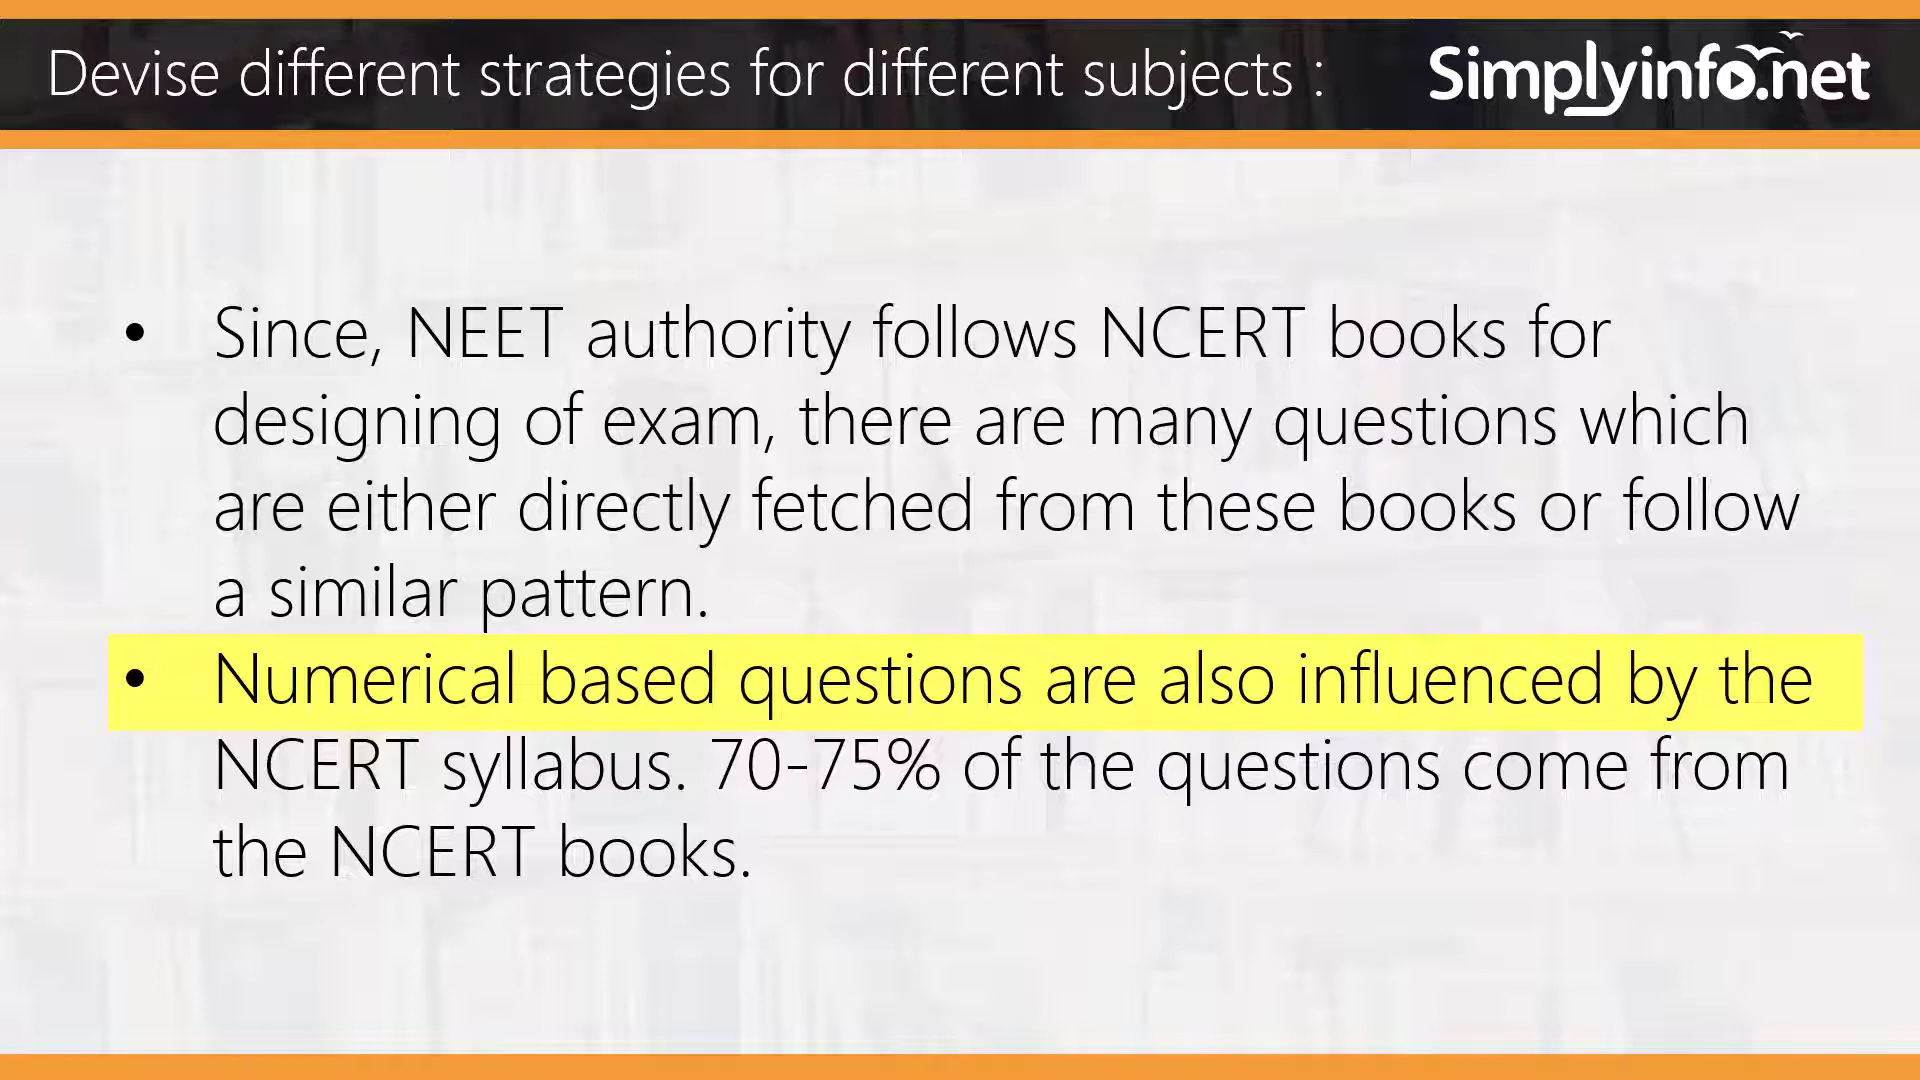 Devise different strategies for different subjects :
Simplyinfo.net
• Since, NEET authority follows NCERT books for
designing of exam, there are many questions which
are either directly fetched from these books or follow
a similar pattern.
• Numerical based questions are also influenced by the
NCERT syllabus. 70-75% of the questions come from
the NCERT books.